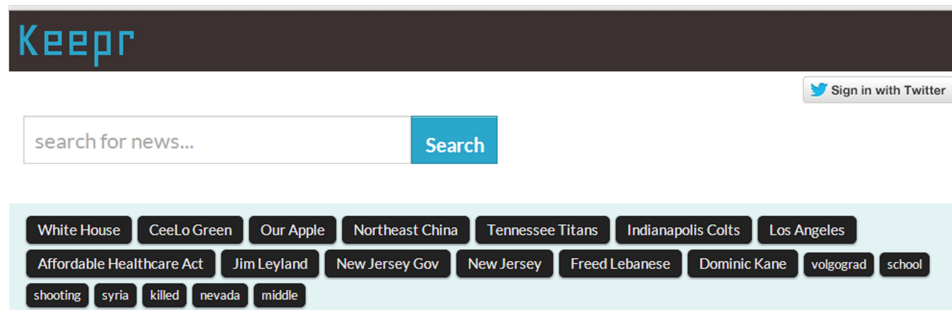 Keepr
Sign in with Twitter
search for news... Search
White House CeeLo Green Our Apple Northeast China Tennessee Titans Indianapolis Colts Los Angeles
Affordable Healthcare Act Jim Leyland New Jersey Gov New Jersey Freed Lebanese Dominic Kane volgograd school
shooting syria killed nevada middle